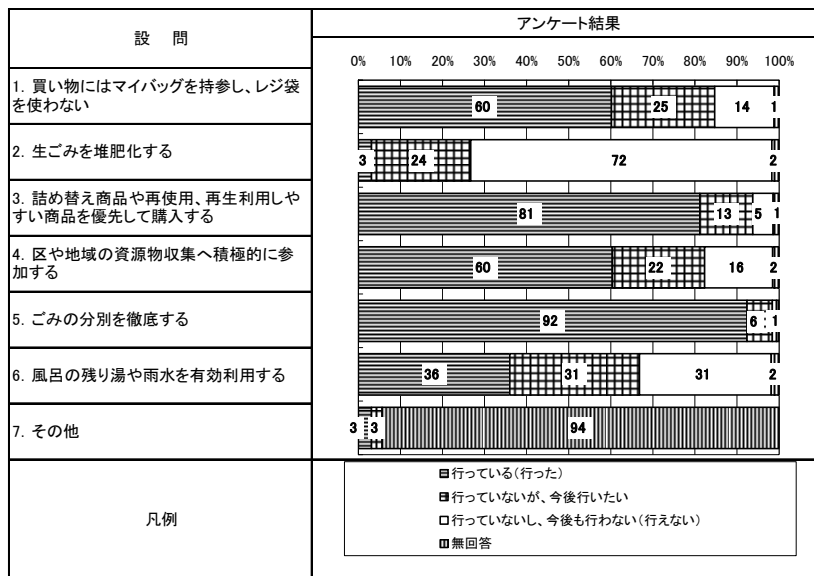 設 問
アンケート結果
0% 10% 20% 30% 40% 50% 60% 70% 80% 90% 100%
1. 買い物にはマイバッグを持参し、レジ袋
を使わない
60 25 14 1
2. 生ごみを堆肥化する
3 24 72 2
3. 詰め替え商品や再使用、再生利用しや
すい商品を優先して購入する
81 13 5 1
4. 区や地域の資源物収集へ積極的に参
加する
60 22 16 2
5. ごみの分別を徹底する
92 6 1
6. 風呂の残り湯や雨水を有効利用する
36 31 31 2
7. その他
3 3 94
凡例
行っている(行った)
行っていないが、今後行いたい
行っていないし、今後も行わない(行えない)
無回答